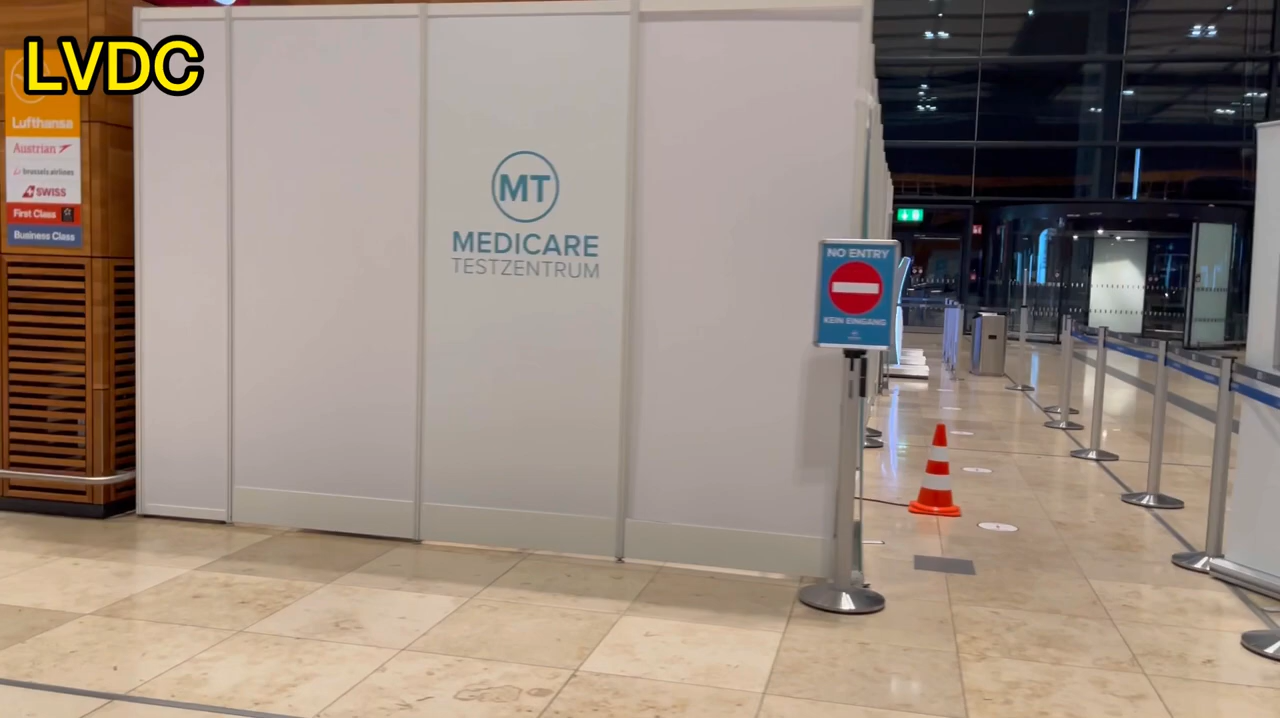 LVDC
Lufthansa
Austrian
brussels airlines
SWISS
First Class
Business Class
MT
MEDICARE
TESTZENTRUM
NO ENTRY
KEIN EINGANG